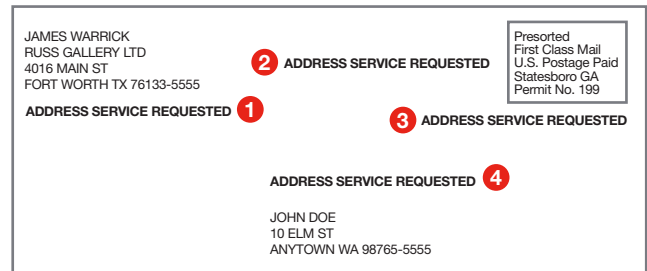 JAMES WARRICK
RUSS GALLERY LTD
4016 MAIN ST
FORT WORTH TX 76133-5555
ADDRESS SERVICE REQUESTED 1
2 ADDRESS SERVICE REQUESTED
Presorted
First Class Mail
U.S. Postage Paid
Statesboro GA
Permit No. 199
3 ADDRESS SERVICE REQUESTED
ADDRESS SERVICE REQUESTED 4
JOHN DOE
10 ELM ST
ANYTOWN WA 98765-5555